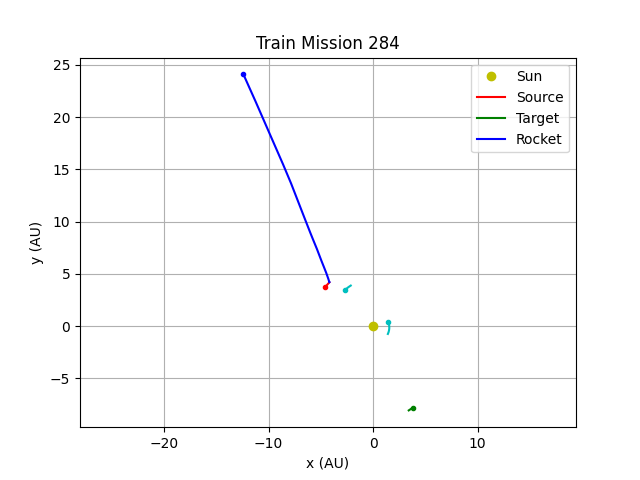 Train Mission 284
25
20
15
10
5
0
−5
y (AU)
−20
−10
0
10
x (AU)
Sun
Source
Target
Rocket